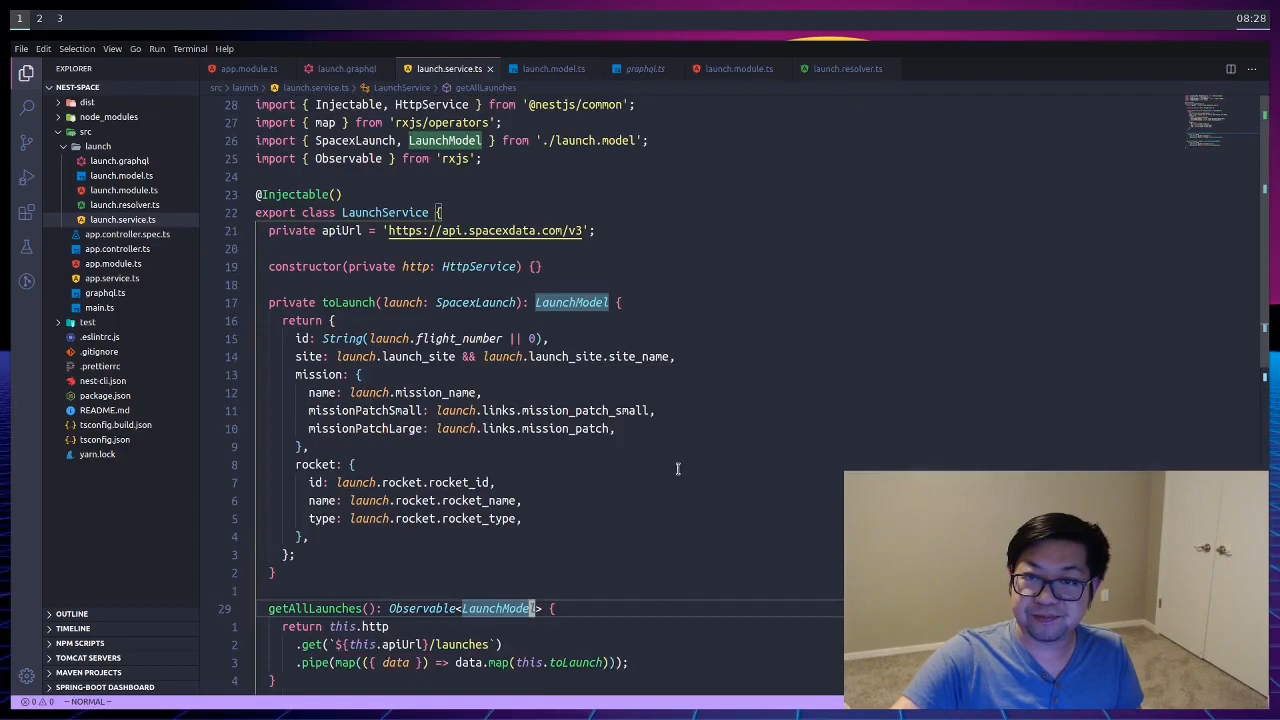 1 2 3 08:28
File Edit Selection View Go Run Terminal Help
EXPLORER
NEST-SPACE
dist
node_modules
src
launch
launch.graphql
launch.model.ts
launch.module.ts
launch.resolver.ts
launch.service.ts
app.controller.spec.ts
app.controller.ts
app.module.ts
app.service.ts
graphql.ts
main.ts
test
.eslintrc.js
.gitignore
.prettierrc
nest-cli.json
package.json
README.md
tsconfig.build.json
tsconfig.json
yarn.lock
OUTLINE
TIMELINE
NPM SCRIPTS
TOMCAT SERVERS
MAVEN PROJECTS
SPRING-BOOT DASHBOARD
app.module.ts launch.graphql launch.service.ts × launch.model.ts graphql.ts launch.module.ts launch.resolver.ts
src > launch > launch.service.ts > LaunchService > getAllLaunches
28 import { Injectable, HttpService } from '@nestjs/common';
27 import { map } from 'rxjs/operators';
26 import { SpacexLaunch, LaunchModel } from './launch.model';
25 import { Observable } from 'rxjs';
24
23 @Injectable()
22 export class LaunchService {
21 private apiUrl = 'https://api.spacexdata.com/v3';
20
19 constructor(private http: HttpService) {}
18
17 private toLaunch(launch: SpacexLaunch): LaunchModel {
16 return {
15 id: String(launch.flight_number || 0),
14 site: launch.launch_site && launch.launch_site.site_name,
13 mission: {
12 name: launch.mission_name,
11 missionPatchSmall: launch.links.mission_patch_small,
10 missionPatchLarge: launch.links.mission_patch,
9 },
8 rocket: {
7 id: launch.rocket.rocket_id,
6 name: launch.rocket.rocket_name,
5 type: launch.rocket.rocket_type,
4 },
3 };
2 }
1
29 getAllLaunches(): Observable<LaunchModel> {
1 return this.http
2 .get(`${this.apiUrl}/launches`)
3 .pipe(map(({ data }) => data.map(this.toLaunch)));
4 }
0 0 -- NORMAL --